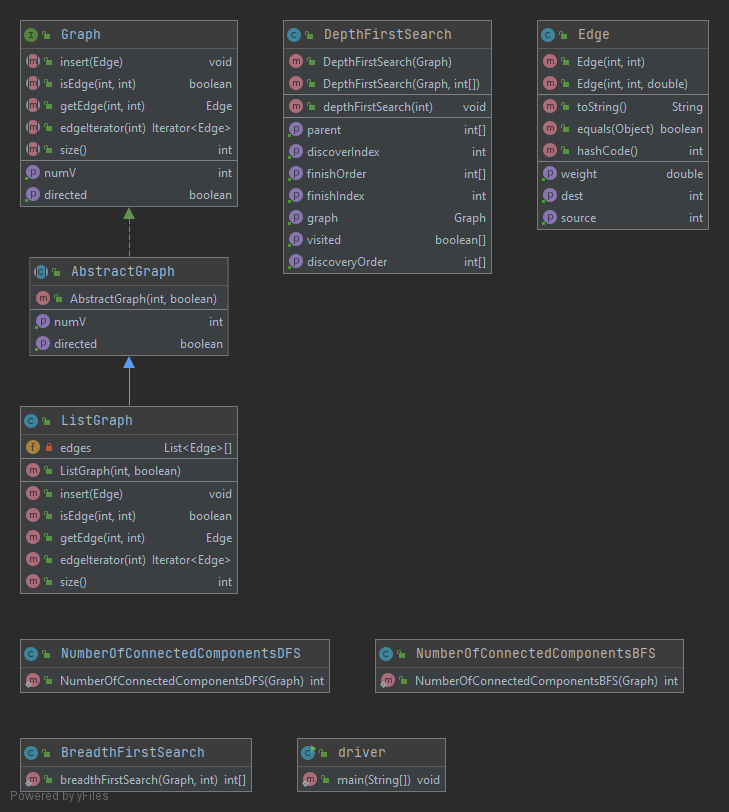 Graph
insert(Edge) void
isEdge(int, int) boolean
getEdge(int, int) Edge
edgeIterator(int) Iterator<Edge>
size() int
numV int
directed boolean
AbstractGraph
AbstractGraph(int, boolean)
numV int
directed boolean
ListGraph
edges List<Edge>[]
ListGraph(int, boolean)
insert(Edge) void
isEdge(int, int) boolean
getEdge(int, int) Edge
edgeIterator(int) Iterator<Edge>
size() int
DepthFirstSearch
DepthFirstSearch(Graph)
DepthFirstSearch(Graph, int[])
depthFirstSearch(int) void
parent int[]
discoverIndex int
finishOrder int[]
finishIndex int
graph Graph
visited boolean[]
discoveryOrder int[]
Edge
Edge(int, int)
Edge(int, int, double)
toString() String
equals(Object) boolean
hashCode() int
weight double
dest int
source int
NumberOfConnectedComponentsDFS
NumberOfConnectedComponentsDFS(Graph) int
NumberOfConnectedComponentsBFS
NumberOfConnectedComponentsBFS(Graph) int
BreadthFirstSearch
breadthFirstSearch(Graph, int) int[]
driver
main(String[]) void
Powered by yFiles